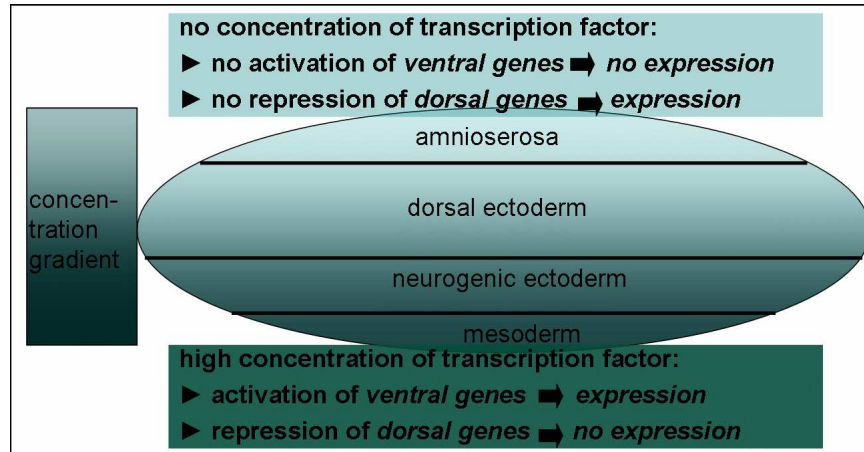 no concentration of transcription factor:
► no activation of ventral genes ➡ no expression
► no repression of dorsal genes ➡ expression
amnioserosa
concen-
tration
gradient
dorsal ectoderm
neurogenic ectoderm
mesoderm
high concentration of transcription factor:
► activation of ventral genes ➡ expression
► repression of dorsal genes ➡ no expression